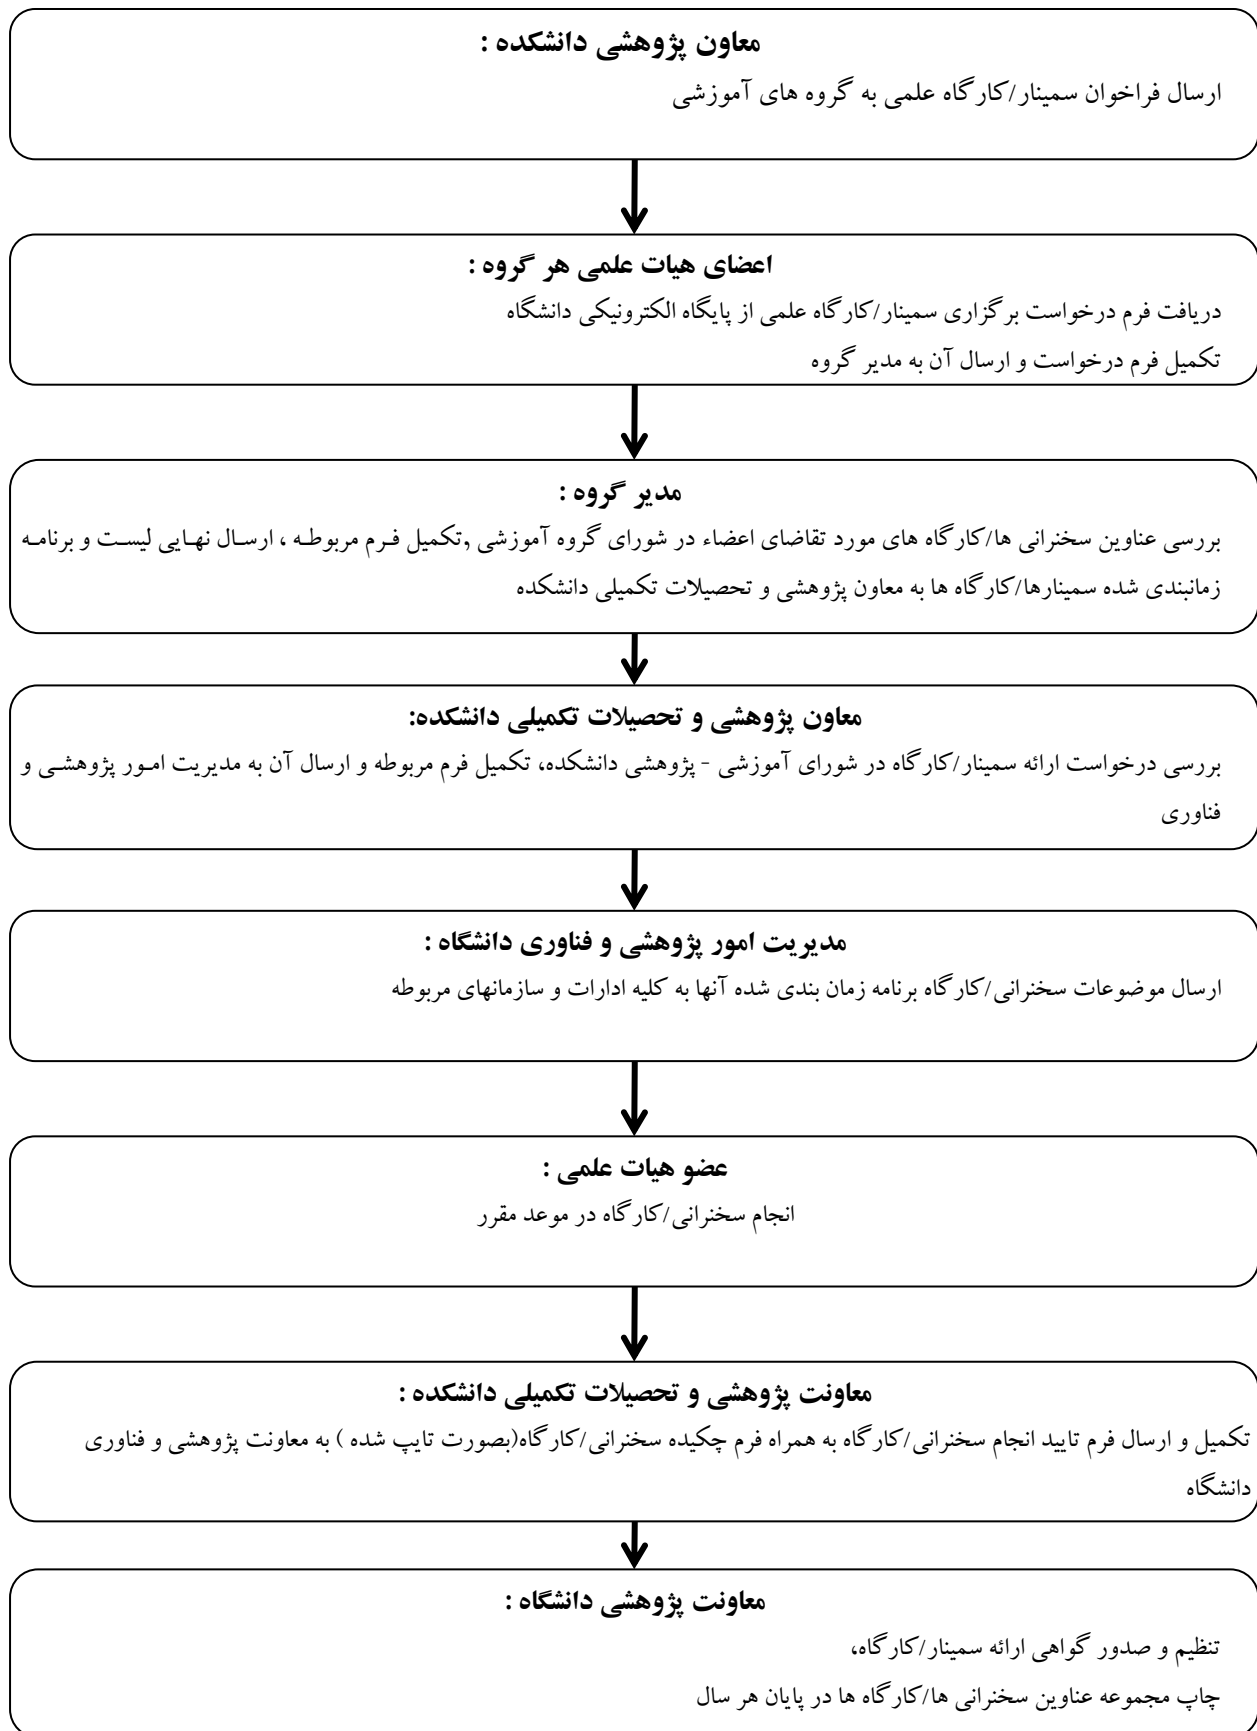 معاون پژوهشی دانشکده :
ارسال فراخوان سمینار/کارگاه علمی به گروه های آموزشی
اعضای هیات علمی هر گروه :
دریافت فرم درخواست برگزاری سمینار/کارگاه علمی از پایگاه الکترونیکی دانشگاه
تکمیل فرم درخواست و ارسال آن به مدیر گروه
مدیر گروه :
بررسی عناوین سخنرانی ها/کارگاه های مورد تقاضای اعضاء در شورای گروه آموزشی ,تکمیل فـرم مربوطـه ، ارسـال نهـایی لیسـت و برنامـه
زمانبندی شده سمینارها/کارگاه ها به معاون پژوهشی و تحصیلات تکمیلی دانشکده
معاون پژوهشی و تحصیلات تکمیلی دانشکده:
بررسی درخواست ارائه سمینار/کارگاه در شورای آموزشی - پژوهشی دانشکده، تکمیل فرم مربوطه و ارسال آن به مدیریت امـور پژوهشـی و
فناوری
مدیریت امور پژوهشی و فناوری دانشگاه :
ارسال موضوعات سخنرانی/کارگاه برنامه زمان بندی شده آنها به کلیه ادارات و سازمانهای مربوطه
عضو هیات علمی :
انجام سخنرانی/کارگاه در موعد مقرر
معاونت پژوهشی و تحصیلات تکمیلی دانشکده :
تکمیل و ارسال فرم تایید انجام سخنرانی/کارگاه به همراه فرم چکیده سخنرانی/کارگاه(بصورت تایپ شده ) به معاونت پژوهشی و فناوری
دانشگاه
معاونت پژوهشی دانشگاه :
تنظیم و صدور گواهی ارائه سمینار/کارگاه،
چاپ مجموعه عناوین سخنرانی ها/کارگاه ها در پایان هر سال